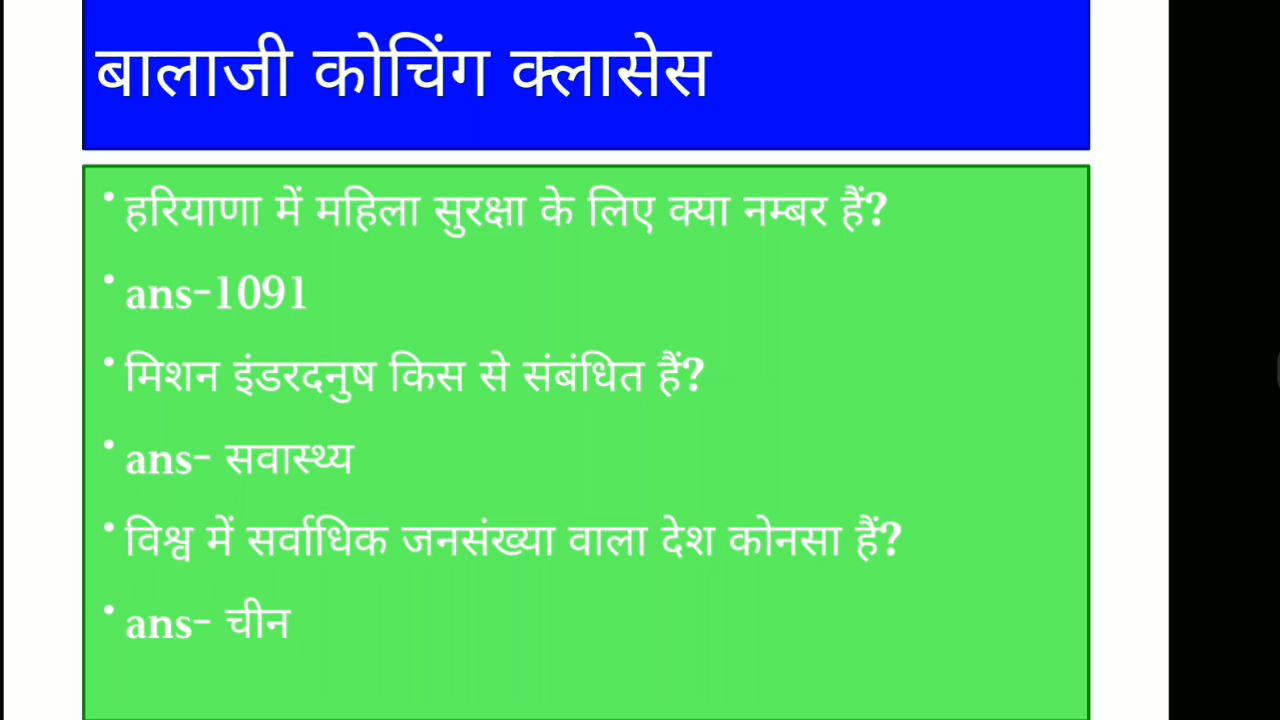 बालाजी कोचिंग क्लासेस
• हरियाणा में महिला सुरक्षा के लिए क्या नम्बर हैं?
• ans-1091
• मिशन इंडरदनुष किस से संबंधित हैं?
• ans- सवास्थ्य
• विश्व में सर्वाधिक जनसंख्या वाला देश कोनसा हैं?
• ans- चीन